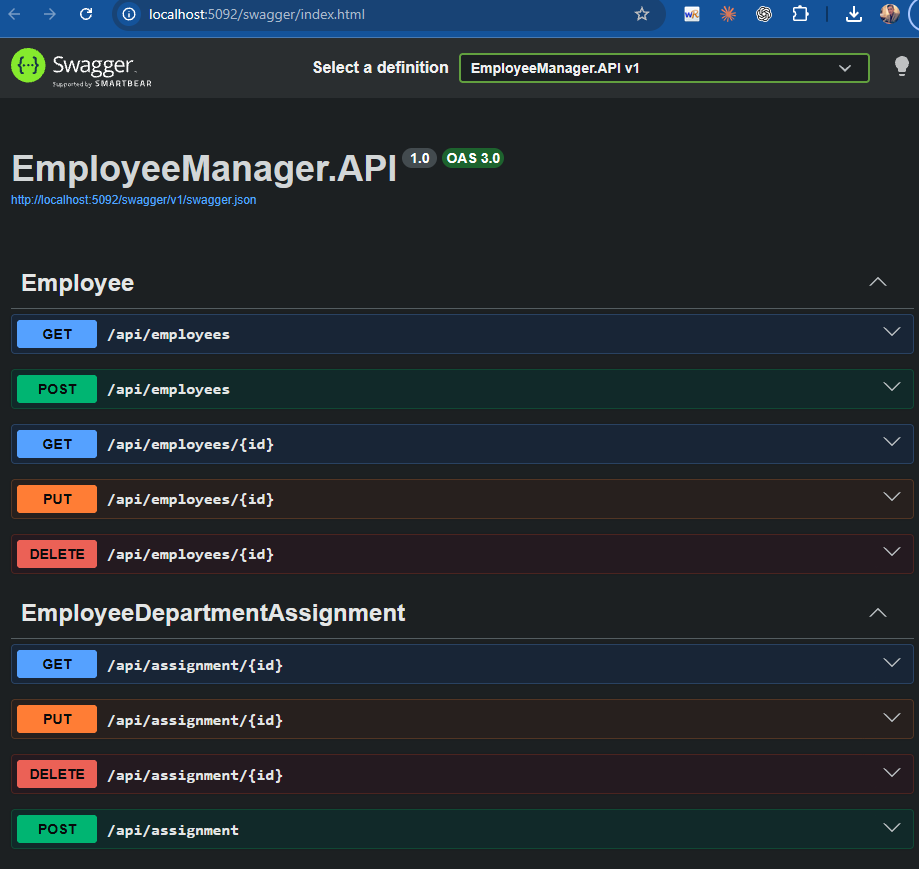 localhost:5092/swagger/index.html
WR
Swagger.
Supported by SMARTBEAR
Select a definition
EmployeeManager.API v1
EmployeeManager.API 1.0 OAS 3.0
http://localhost:5092/swagger/v1/swagger.json
Employee
GET /api/employees
POST /api/employees
GET /api/employees/{id}
PUT /api/employees/{id}
DELETE /api/employees/{id}
EmployeeDepartmentAssignment
GET /api/assignment/{id}
PUT /api/assignment/{id}
DELETE /api/assignment/{id}
POST /api/assignment